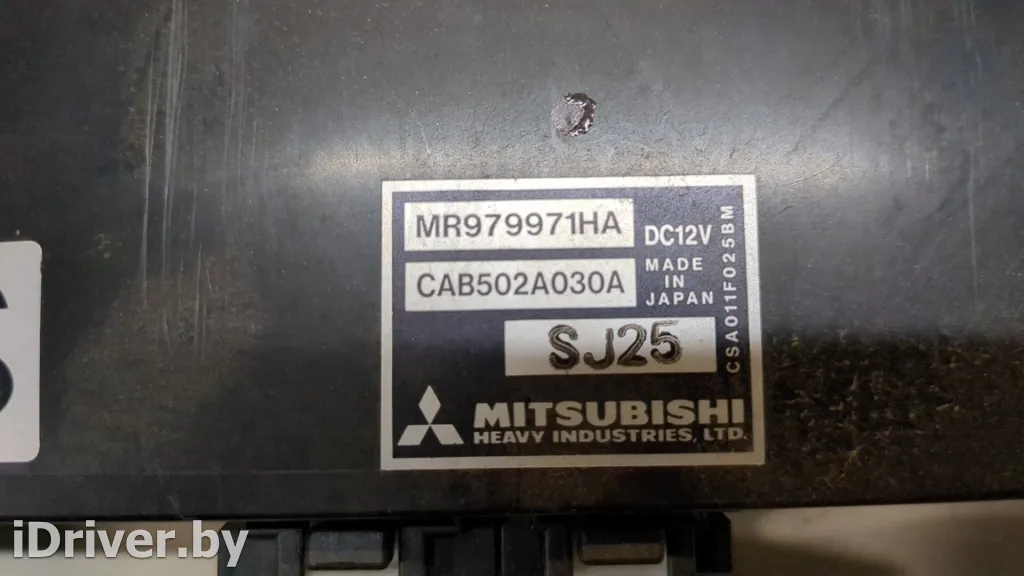 MR979971HA
DC12V
CAB502A030A
MADE
IN
JAPAN
CSA011F025BM
SJ25
MITSUBISHI
HEAVY INDUSTRIES, LTD.
iDriver.by